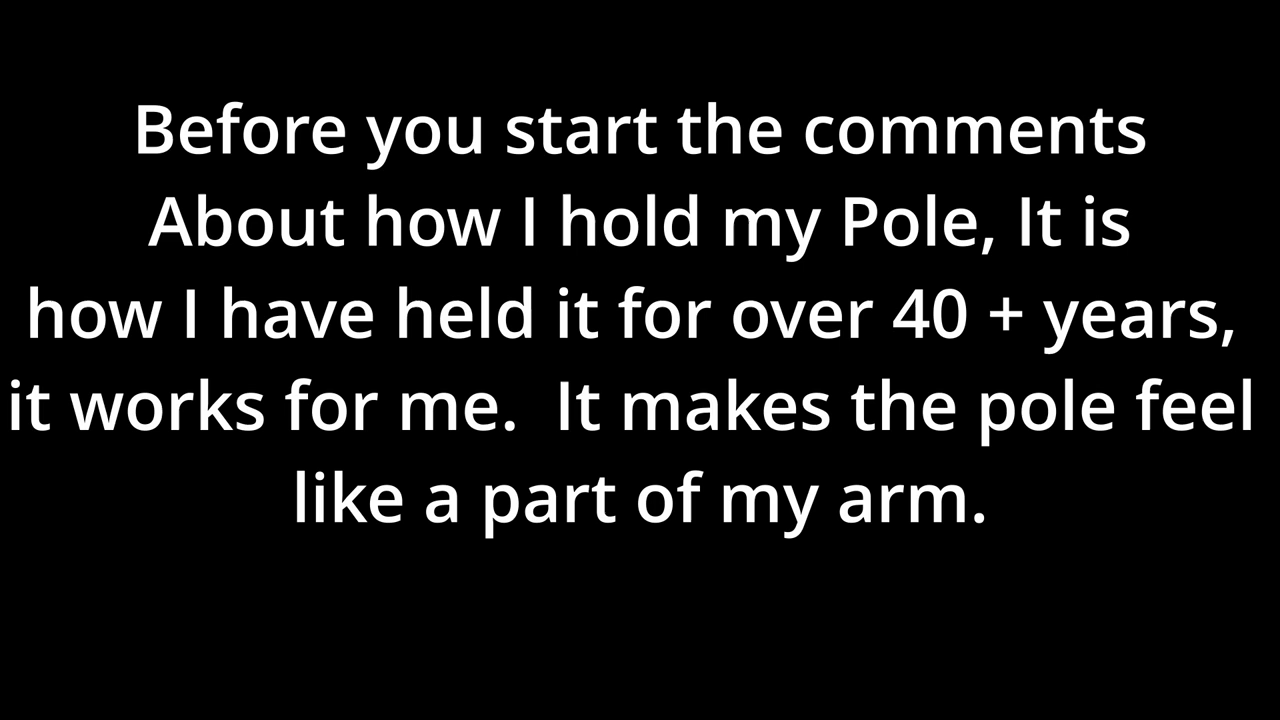 Before you start the comments
About how I hold my Pole, It is
how I have held it for over 40 + years,
it works for me.  It makes the pole feel
like a part of my arm.